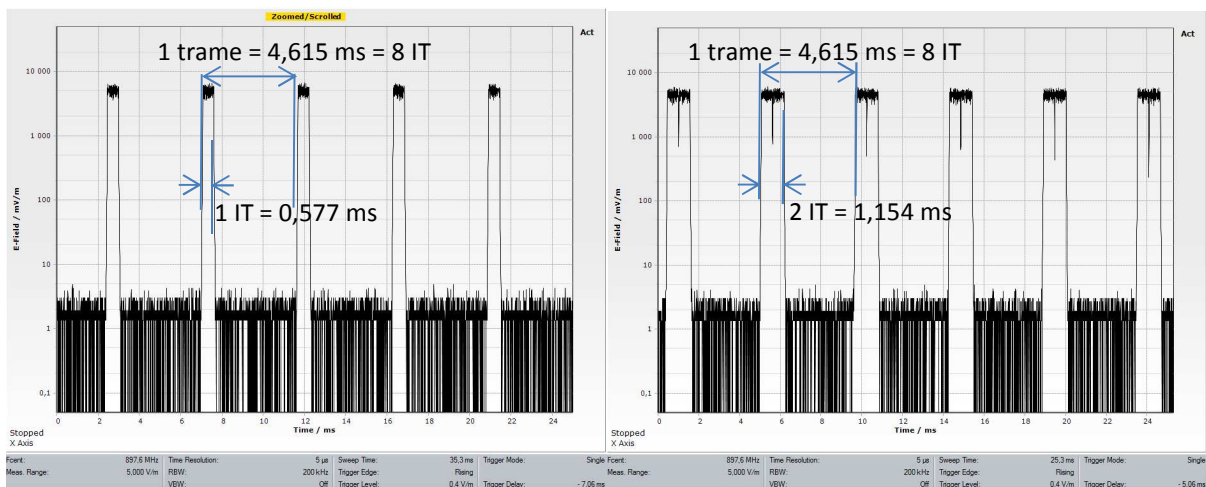 Zoomed/Scrolled
Act
1 trame = 4,615 ms = 8 IT
10 000
1 000
100
10
1
0,1
E-Field / mV/m
1 IT = 0,577 ms
0 2 4 6 8 10 12 14 16 18 20 22 24
Time / ms
Stopped
X Axis
Fcent: 897,6 MHz Time Resolution: 5 µs Sweep Time: 35,3 ms Trigger Mode: Single
Meas. Range: 5,000 V/m RBW: 200 kHz Trigger Edge: Rising
VBW: Off Trigger Level: 0.4 V/m Trigger Delay: - 7.06 ms
Act
1 trame = 4,615 ms = 8 IT
10 000
1 000
100
10
1
0,1
E-Field / mV/m
2 IT = 1,154 ms
0 2 4 6 8 10 12 14 16 18 20 22 24
Time / ms
Stopped
X Axis
Fcent: 897,6 MHz Time Resolution: 5 µs Sweep Time: 25,3 ms Trigger Mode: Single
Meas. Range: 5,000 V/m RBW: 200 kHz Trigger Edge: Rising
VBW: Off Trigger Level: 0.4 V/m Trigger Delay: - 5.06 ms